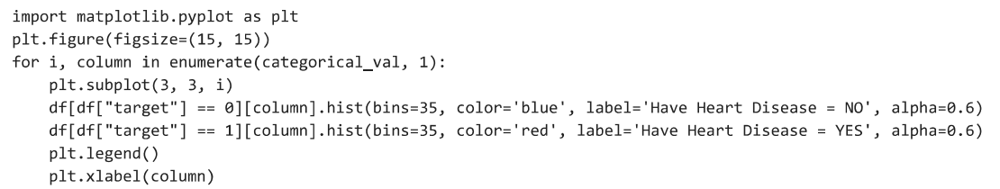 import matplotlib.pyplot as plt
plt.figure(figsize=(15, 15))
for i, column in enumerate(categorical_val, 1):
    plt.subplot(3, 3, i)
    df[df["target"] == 0][column].hist(bins=35, color='blue', label='Have Heart Disease = NO', alpha=0.6)
    df[df["target"] == 1][column].hist(bins=35, color='red', label='Have Heart Disease = YES', alpha=0.6)
    plt.legend()
    plt.xlabel(column)